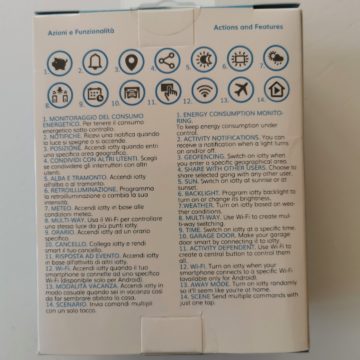 Azioni e Funzionalità
Actions and Features
1. MONITORAGGIO DEL CONSUMO
ENERGETICO. Per tenere il consumo
energetico sotto controllo.
2. NOTIFICHE. Ricevi una notifica quando
la luce si spegne o si accende.
3. POSIZIONE. Accendi iotty entrando in
una specifica area geografica.
4. CONDIVIDI CON ALTRI UTENTI. Scegli
se condividere gli interruttori con altri
utenti.
5. ALBA E TRAMONTO. Accendi iotty
all'alba o al tramonto.
6. RETROILLUMINAZIONE. Programma
la retroilluminazione o cambia la sua
intensità.
7. METEO. Accendi iotty in base alle
condizioni meteo.
8. MULTI-WAY. Usa il Wi-Fi per controllare
una stessa luce da più punti iotty.
9. ORARIO. Accendi iotty ad un orario
specifico.
10. CANCELLO. Collega iotty e rendi
smart il tuo cancello.
11. RISPOSTA AD EVENTO. Accendi iotty
in base all'attività di altri iotty.
12. Wi-Fi. Accendi iotty quando il tuo
smartphone si connette ad uno specifico
Wi-Fi (disponibile solo per Android).
13. MODALITÀ VACANZA. Accendi iotty in
modo casuale quando sei in vacanza così
da far sembrare abitata la casa.
14. SCENARIO. Invia comandi multipli
con un solo tocco.
1. ENERGY CONSUMPTION MONITO-
RING.
To keep energy consumption under
control.
2. ACTIVITY NOTIFICATIONS. You can
receive a notification when a light turns
on and/or off.
3. GEOFENCING. Switch on iotty when
you enter a specific geographical area.
4. SHARE WITH OTHER USERS. Choose to
share selected going with any other user.
5. SUN. Switch on iotty at sunrise or at
sunset.
6. BACKLIGHT. Program iotty backlight to
turn on or change its brightness.
7.WEATHER. Turn on iotty based on wea-
ther conditions.
8. MULTI-WAY. Use Wi-Fi to create mul-
ti-way switching.
9. TIME. Switch on iotty at a specific time
10. GARAGE DOOR. Make your garage
door smart by connecting it to iotty.
11. ACTIVITY DEPENDENT. Use Wi-Fi to
create a central button to control them
all.
12. WI-FI. Turn on iotty when your
smartphone connects to a specific Wi-Fi
(available only for Android).
13. AWAY MODE. Turn on iotty randomly
as it'll seem like you're at home.
14. SCENE Send multiple commands with
just one tap.